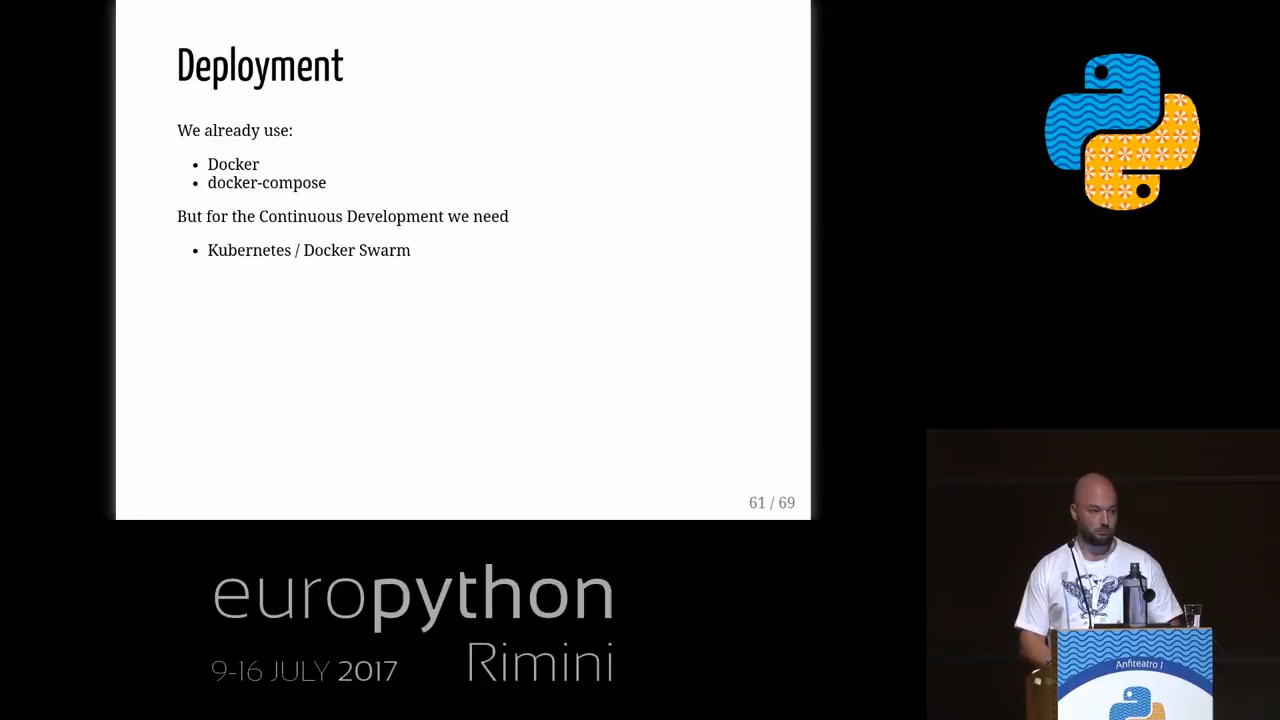 Deployment
We already use:
• Docker
• docker-compose
But for the Continuous Development we need
• Kubernetes / Docker Swarm
61 / 69
europython
9-16 JULY 2017
Rimini
Anfiteatro I